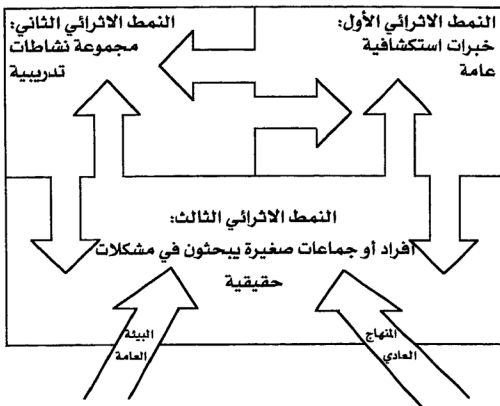 النمط الاثرائي الأول:
خبرات استكشافية
عامة
النمط الاثرائي الثاني:
مجموعة نشاطات
تدريبية
النمط الاثرائي الثالث:
افراد أو جماعات صغيرة يبحثون في مشكلات
حقيقية
المنهاج
العادي
البيئة
العامة